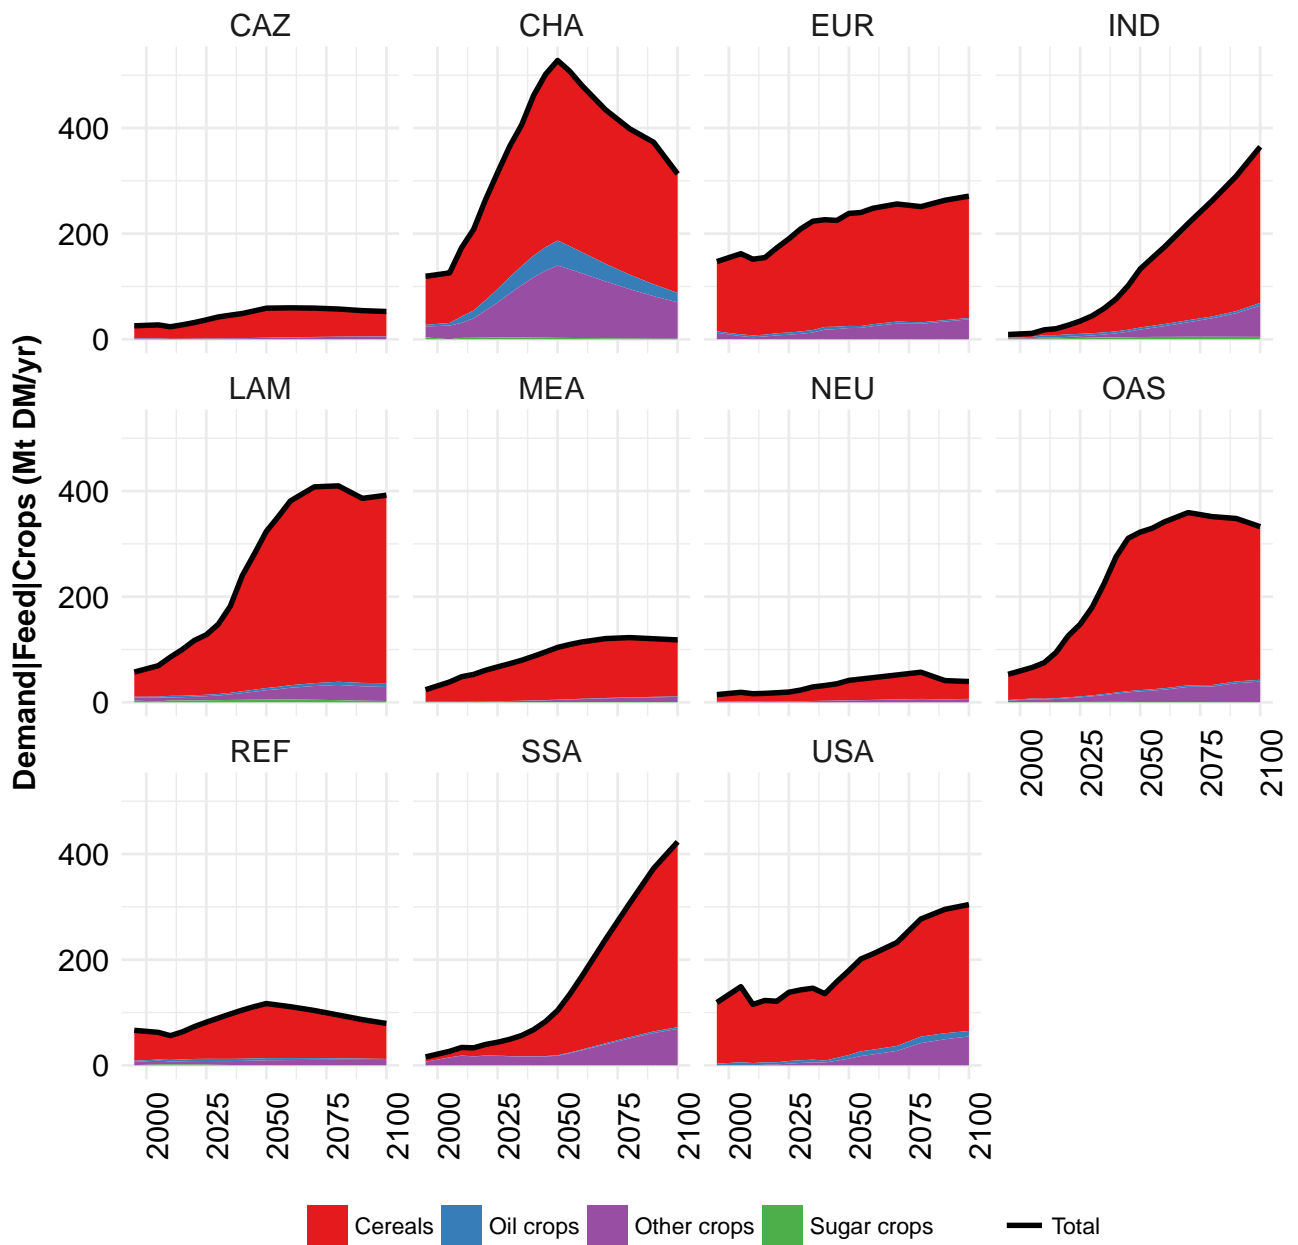 CAZ CHA EUR IND
400
200
0
LAM MEA NEU OAS
400
200
0
2000 2025 2050 2075 2100
REF SSA USA
400
200
0
2000 2025 2050 2075 2100 2000 2025 2050 2075 2100 2000 2025 2050 2075 2100
Demand|Feed|Crops (Mt DM/yr)
Cereals Oil crops Other crops Sugar crops Total